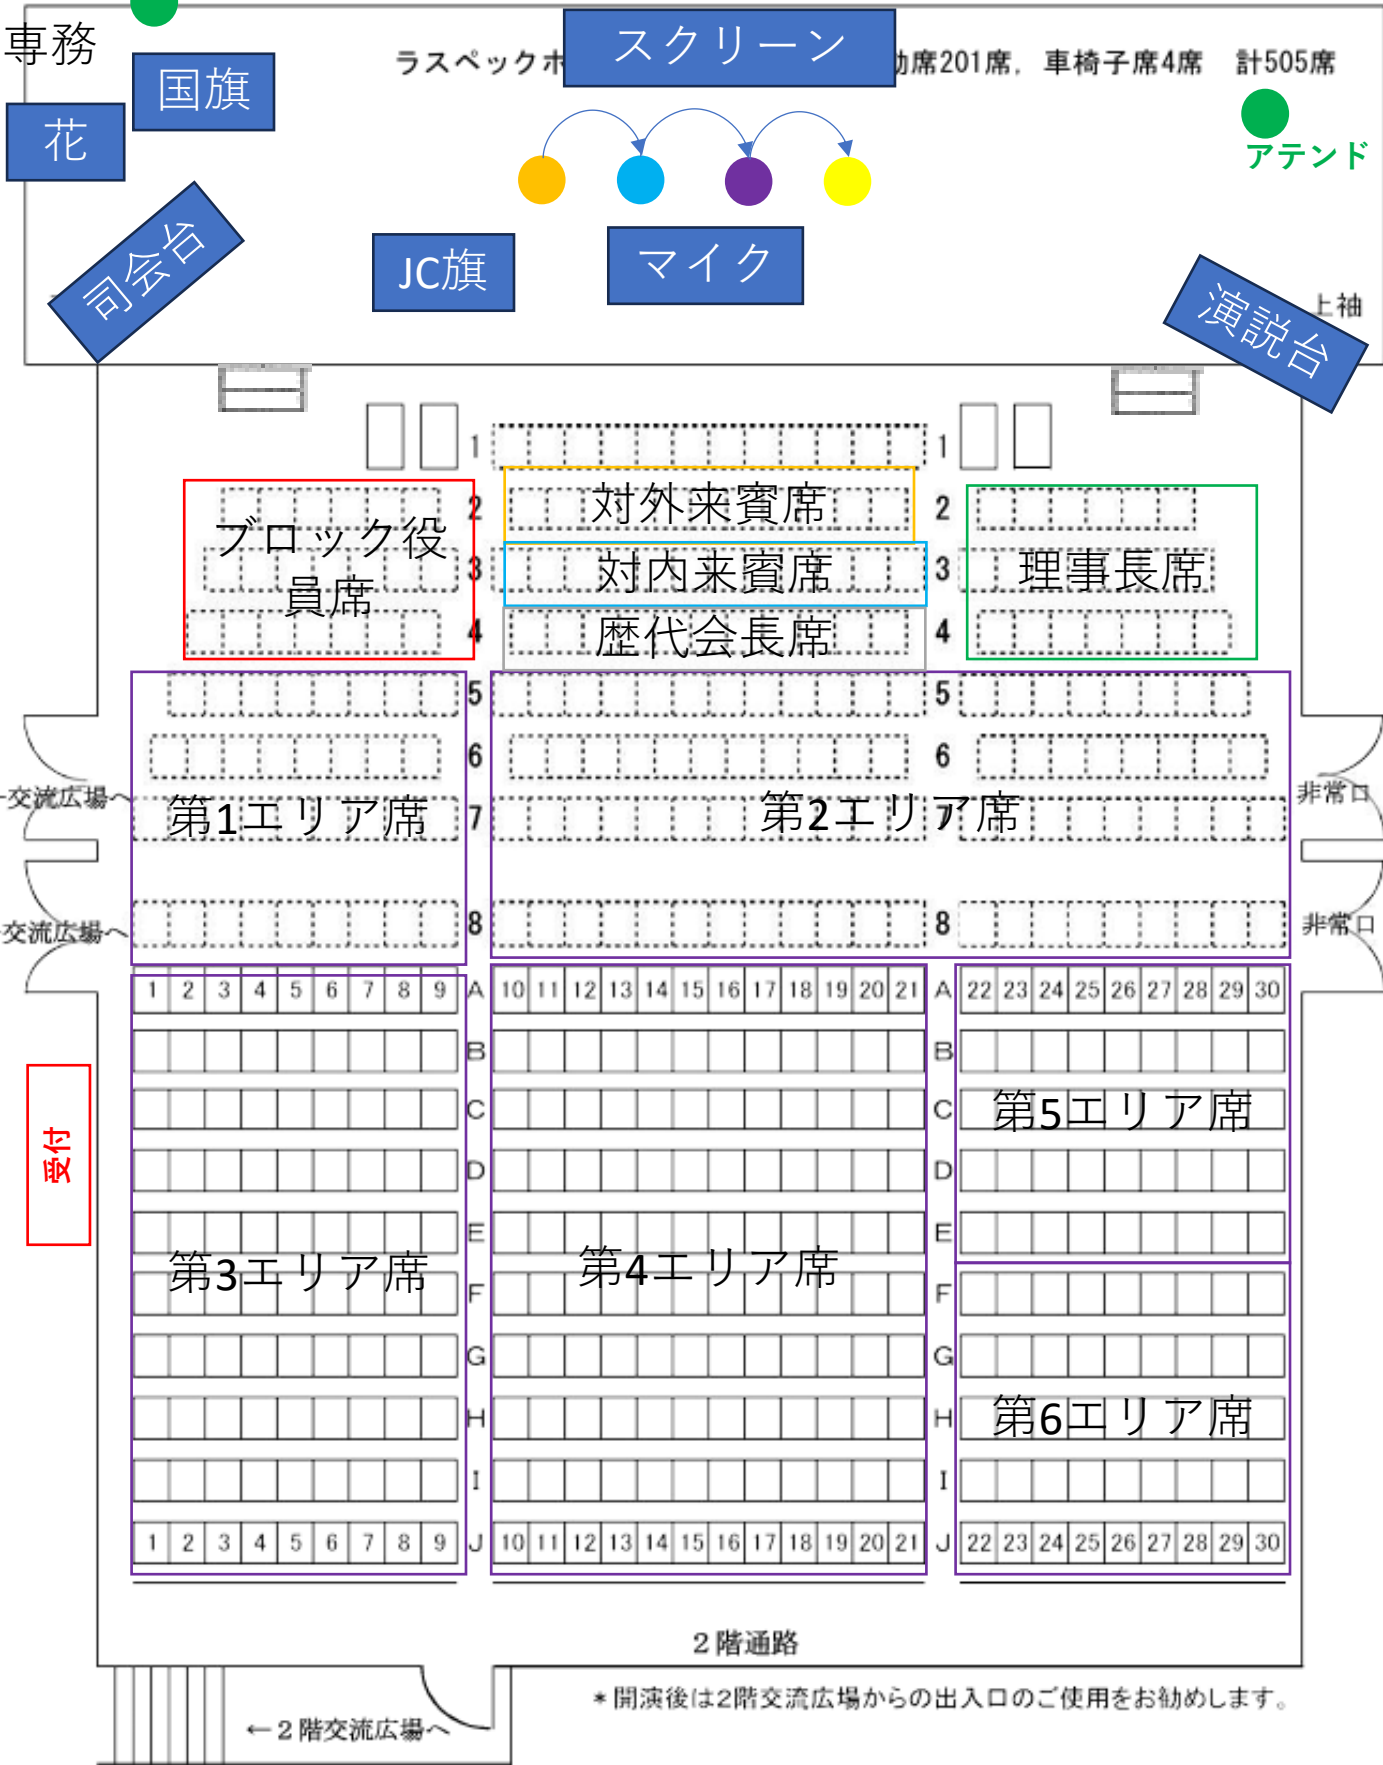 専務
国旗
花
ラスペックホ
スクリーン
席201席，車椅子席4席　計505席
アテンド
司会台
JC旗
マイク
演説台
上袖
1 1
2 対外来賓席 2
ブロック役
員席
3 対内来賓席 3
理事長席
4 歴代会長席 4
5 5
6 6
交流広場へ
第1エリア席
7
第2エリア席
7
非常口
交流広場へ
8 8
非常口
1 2 3 4 5 6 7 8 9 A 10 11 12 13 14 15 16 17 18 19 20 21 A 22 23 24 25 26 27 28 29 30
B B
C C
第5エリア席
受付
D D
E E
第3エリア席
第4エリア席
F F
G G
H H
第6エリア席
I I
1 2 3 4 5 6 7 8 9 J 10 11 12 13 14 15 16 17 18 19 20 21 J 22 23 24 25 26 27 28 29 30
２階通路
＊開演後は2階交流広場からの出入口のご使用をお勧めします。
←２階交流広場へ